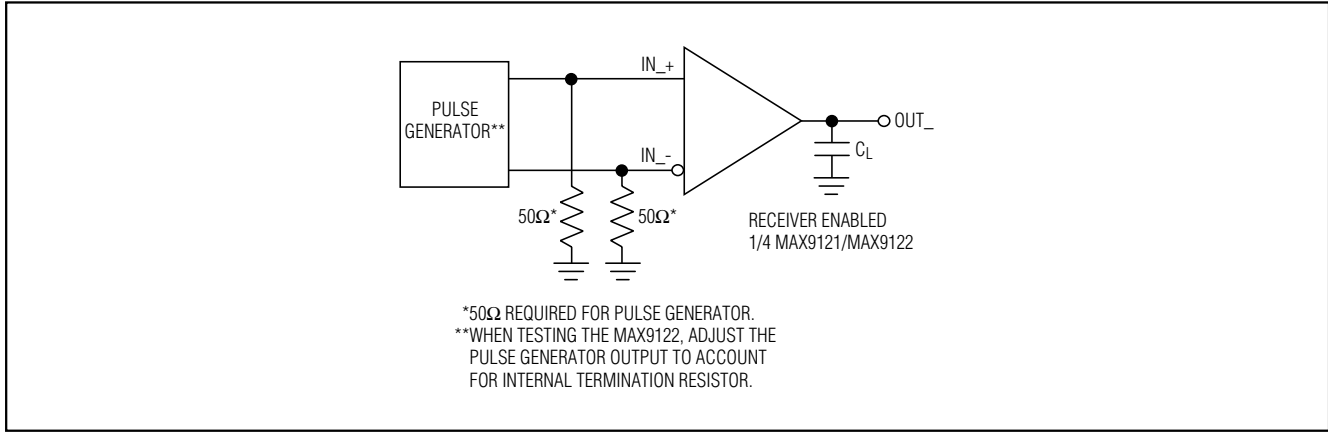 PULSE
GENERATOR**
IN_+
IN_-
OUT_
CL
50Ω*
50Ω*
RECEIVER ENABLED
1/4 MAX9121/MAX9122
*50Ω REQUIRED FOR PULSE GENERATOR.
**WHEN TESTING THE MAX9122, ADJUST THE
PULSE GENERATOR OUTPUT TO ACCOUNT
FOR INTERNAL TERMINATION RESISTOR.